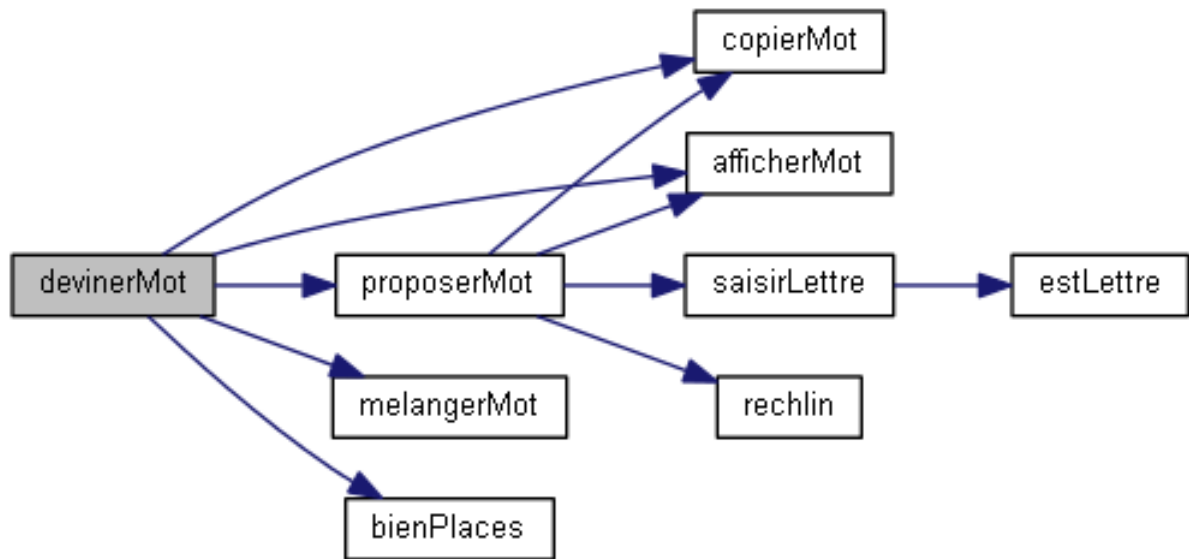 copierMot
afficherMot
devinerMot
proposerMot
saisirLettre
estLettre
melangerMot
rechlin
bienPlaces